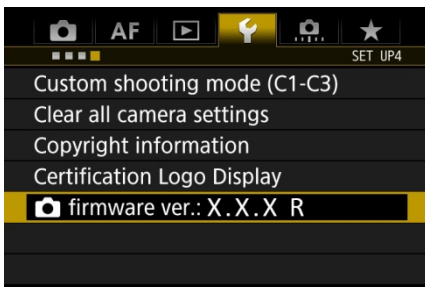 AF
SET UP4
Custom shooting mode (C1-C3)
Clear all camera settings
Copyright information
Certification Logo Display
firmware ver.: X.X.X R